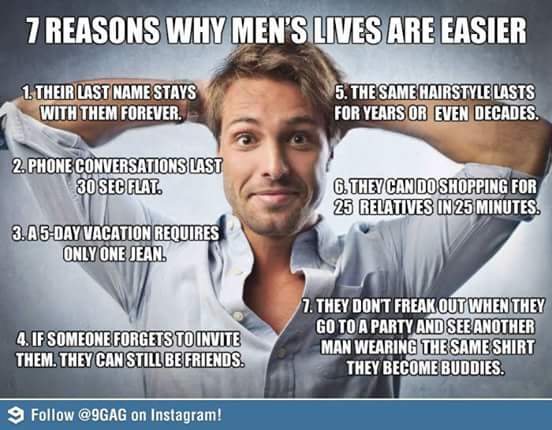 7 REASONS WHY MEN'S LIVES ARE EASIER
1. THEIR LAST NAME STAYS
WITH THEM FOREVER.
2. PHONE CONVERSATIONS LAST
30 SEC FLAT.
3. A 5-DAY VACATION REQUIRES
ONLY ONE JEAN.
4. IF SOMEONE FORGETS TO INVITE
THEM. THEY CAN STILL BE FRIENDS.
5. THE SAME HAIRSTYLE LASTS
FOR YEARS OR EVEN DECADES.
6. THEY CAN DO SHOPPING FOR
25 RELATIVES IN 25 MINUTES.
7. THEY DON'T FREAK OUT WHEN THEY
GO TO A PARTY AND SEE ANOTHER
MAN WEARING THE SAME SHIRT
THEY BECOME BUDDIES.
Follow @9GAG on Instagram!